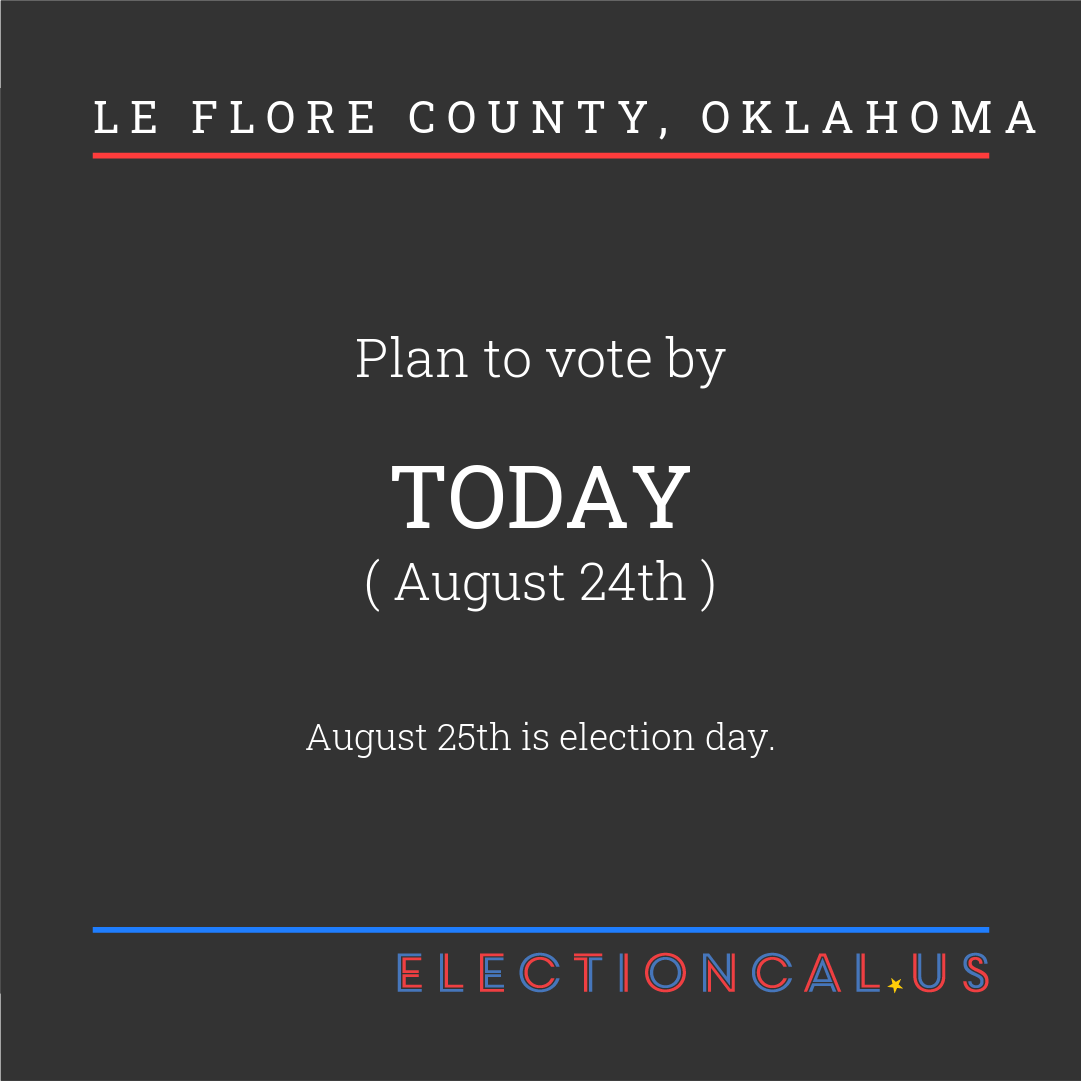 LE FLORE COUNTY, OKLAHOMA
Plan to vote by
TODAY
( August 24th )
August 25th is election day.
ELECTIONCAL.US